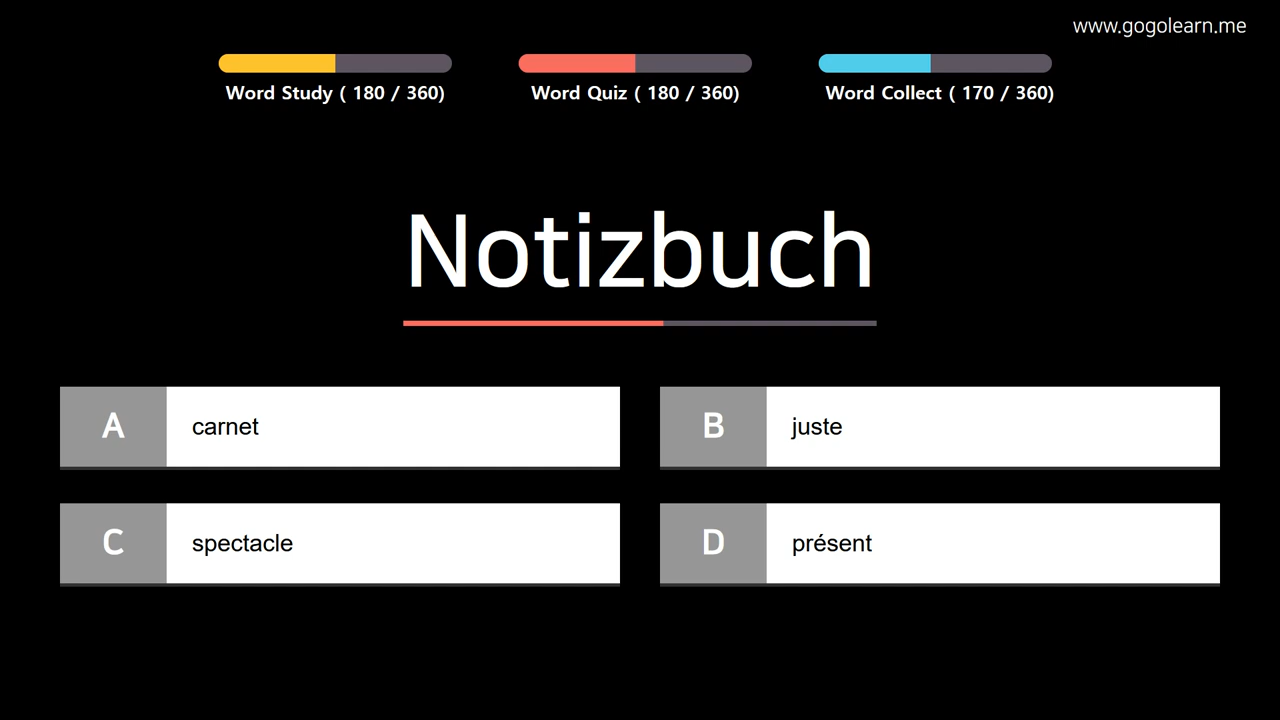 www.gogolearn.me
Word Study ( 180 / 360)
Word Quiz ( 180 / 360)
Word Collect ( 170 / 360)
Notizbuch
A carnet
B juste
C spectacle
D présent